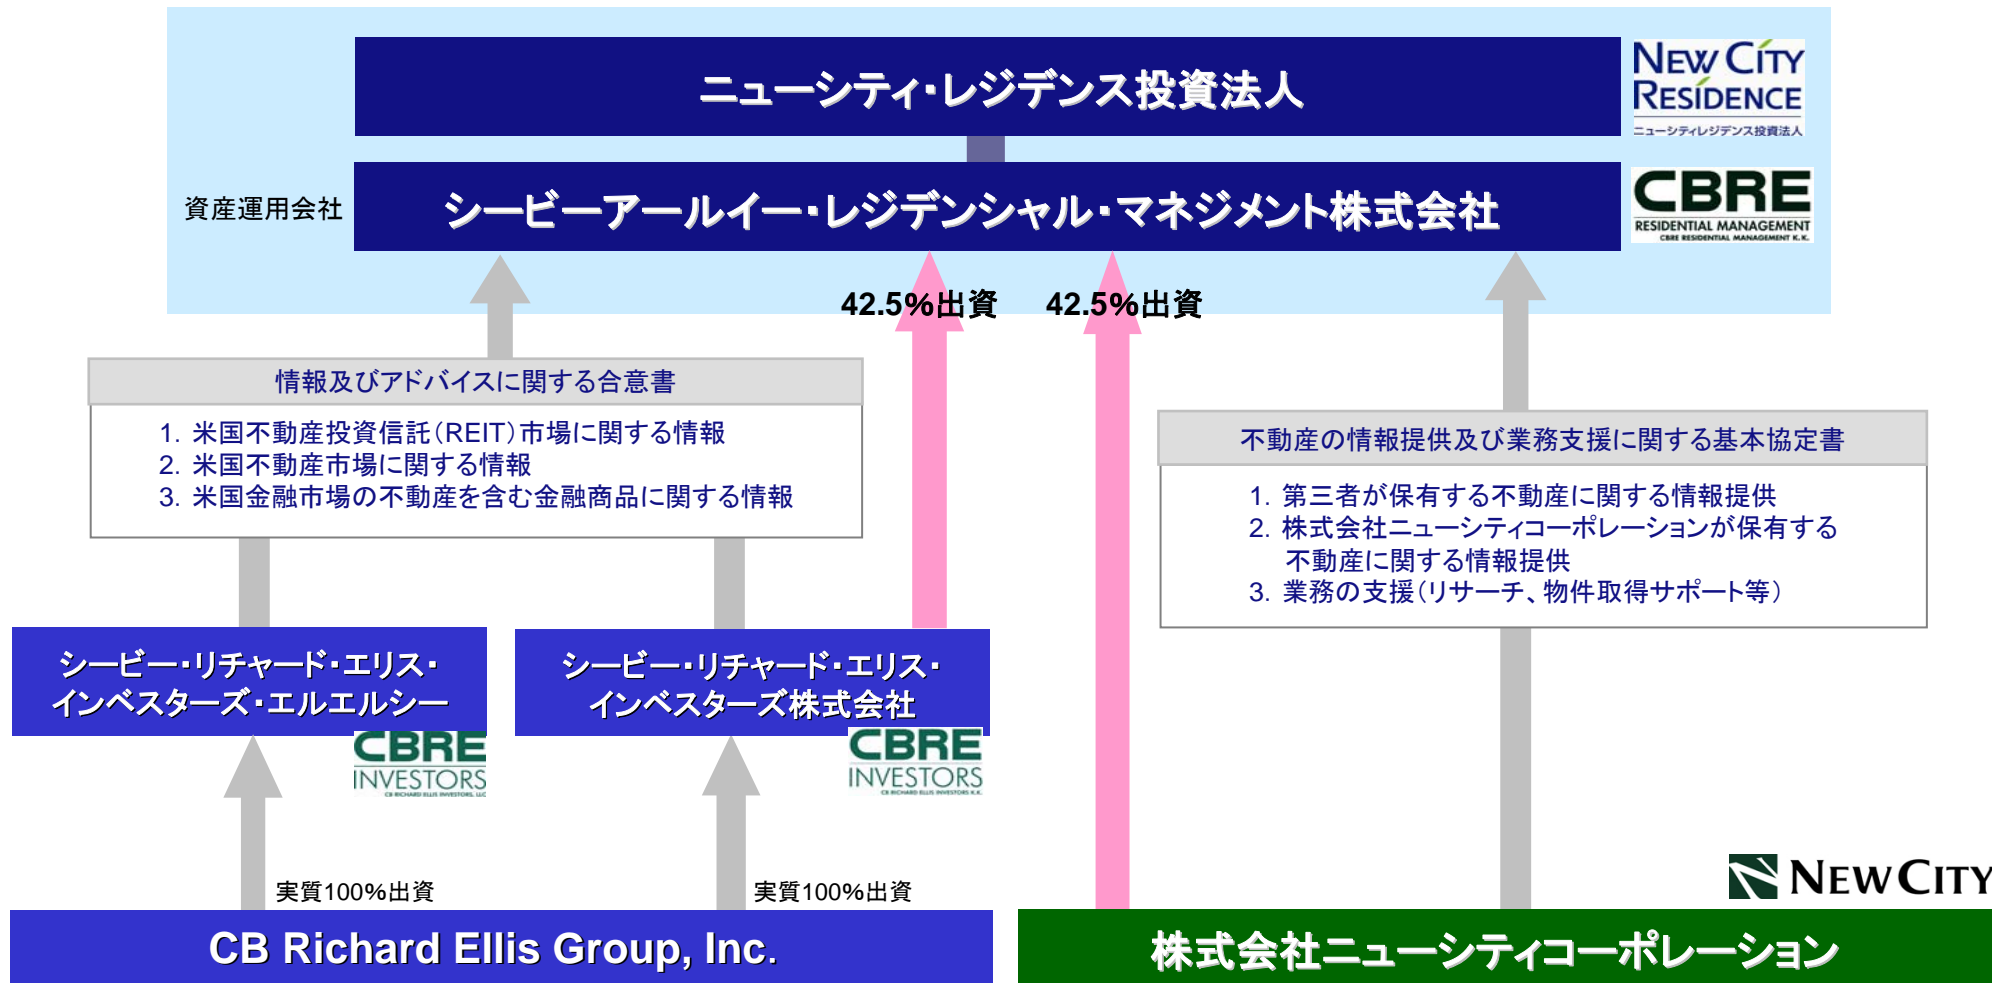 ニューシティ・レジデンス投資法人
NEW CITY
RESIDENCE
ニューシティレジデンス投資法人
資産運用会社
シービーアールイー・レジデンシャル・マネジメント株式会社
CBRE
RESIDENTIAL MANAGEMENT
CBRE RESIDENTIAL MANAGEMENT K.K.
42.5%出資
42.5%出資
情報及びアドバイスに関する合意書
1. 米国不動産投資信託（REIT）市場に関する情報
2. 米国不動産市場に関する情報
3. 米国金融市場の不動産を含む金融商品に関する情報
不動産の情報提供及び業務支援に関する基本協定書
1. 第三者が保有する不動産に関する情報提供
2. 株式会社ニューシティコーポレーションが保有する
不動産に関する情報提供
3. 業務の支援（リサーチ、物件取得サポート等）
シービー・リチャード・エリス・
インベスターズ・エルエルシー
CBRE
INVESTORS
CB RICHARD ELLIS INVESTORS, LLC
シービー・リチャード・エリス・
インベスターズ株式会社
CBRE
INVESTORS
CB RICHARD ELLIS INVESTORS K.K.
実質100%出資
実質100%出資
NEW CITY
CB Richard Ellis Group, Inc.
株式会社ニューシティコーポレーション